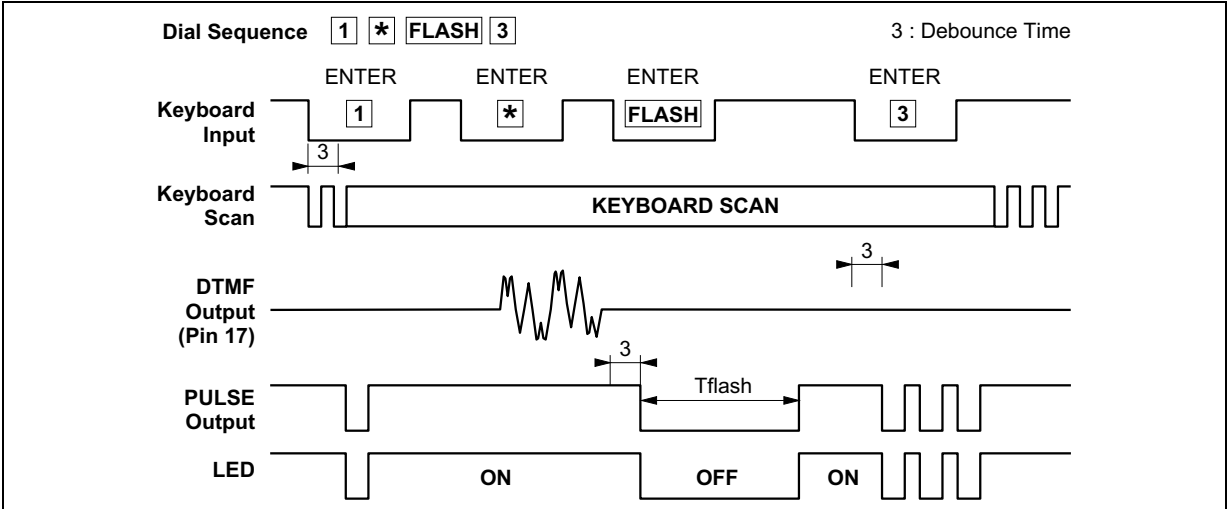 Dial Sequence 1 * FLASH 3
3 : Debounce Time
ENTER ENTER ENTER ENTER
Keyboard
Input
1 * FLASH 3
3
Keyboard
Scan
KEYBOARD SCAN
3
DTMF
Output
(Pin 17)
3
PULSE
Output
Tflash
LED
ON OFF ON